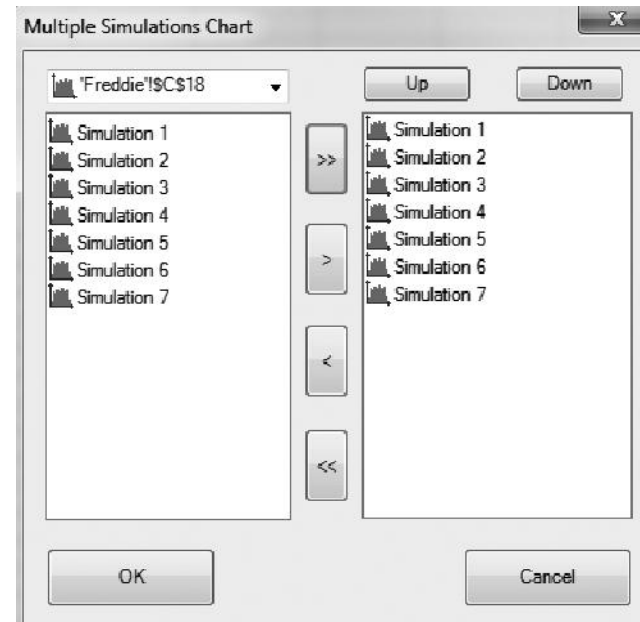 Multiple Simulations Chart
X
"Freddie"!$C$18
Up
Down
Simulation 1
Simulation 2
Simulation 3
Simulation 4
Simulation 5
Simulation 6
Simulation 7
>>
>
<
<<
Simulation 1
Simulation 2
Simulation 3
Simulation 4
Simulation 5
Simulation 6
Simulation 7
OK
Cancel